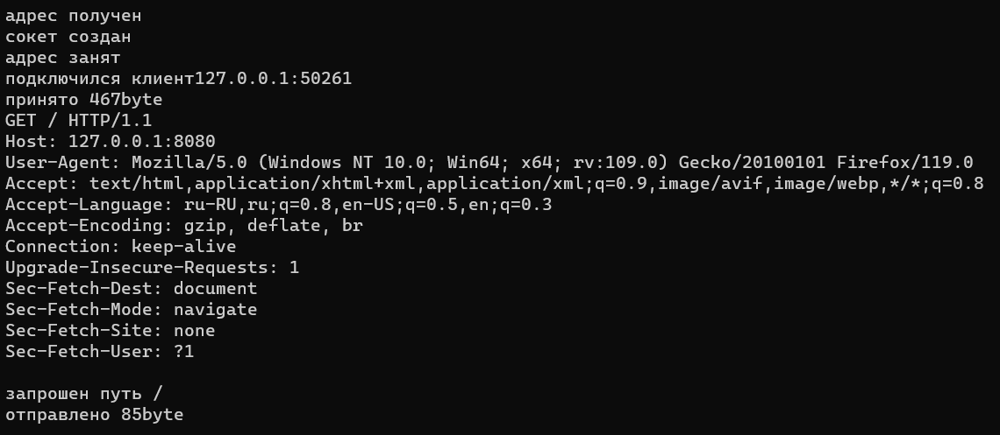 адрес получен
сокет создан
адрес занят
подключился клиент127.0.0.1:50261
принято 467byte
GET / HTTP/1.1
Host: 127.0.0.1:8080
User-Agent: Mozilla/5.0 (Windows NT 10.0; Win64; x64; rv:109.0) Gecko/20100101 Firefox/119.0
Accept: text/html,application/xhtml+xml,application/xml;q=0.9,image/avif,image/webp,*/*;q=0.8
Accept-Language: ru-RU,ru;q=0.8,en-US;q=0.5,en;q=0.3
Accept-Encoding: gzip, deflate, br
Connection: keep-alive
Upgrade-Insecure-Requests: 1
Sec-Fetch-Dest: document
Sec-Fetch-Mode: navigate
Sec-Fetch-Site: none
Sec-Fetch-User: ?1

запрошен путь /
отправлено 85byte